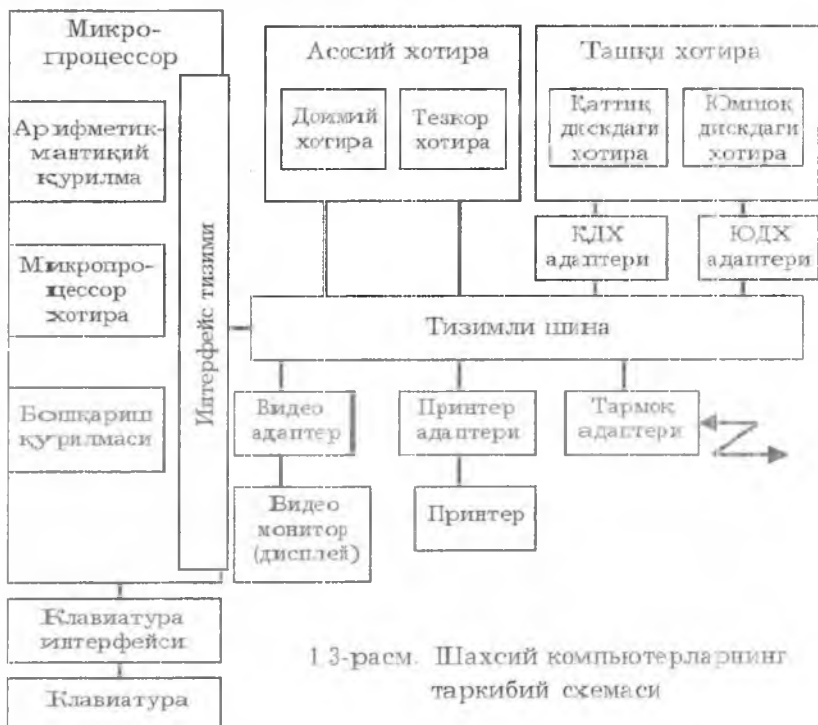 Микро-
процессор
Арифметик-
мантиқий
қурилма
Микропро-
цессор
хотира
Бошқариш
қурилмаси
Интерфейс тизими
Асосий хотира
Доимий
хотира
Тезкор
хотира
Ташқи хотира
Қаттиқ
дискдаги
хотира
Юмшоқ
дискдаги
хотира
ҚДХ
адаптери
ЮДХ
адаптери
Тизимли шина
Видео
адаптер
Принтер
адаптери
Тармоқ
адаптери
Видео
монитор
(дисплей)
Принтер
Клавиатура
интерфейси
Клавиатура
1.3-расм. Шахсий компьютерларнинг
таркибий схемаси